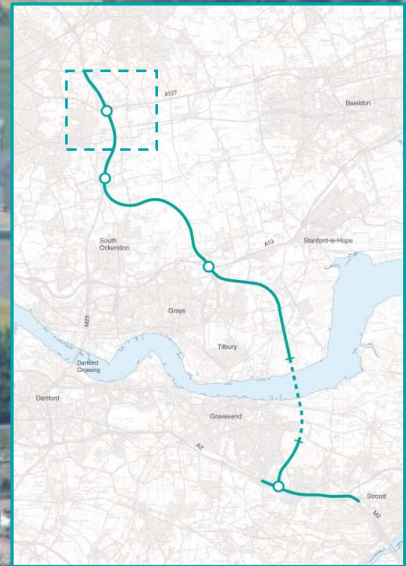 A127
Basildon
South
Ockendon
A13
Stanford-le-Hope
M25
Grays
Tilbury
Dartford
Crossing
Dartford
Gravesend
A2
Strood
M2